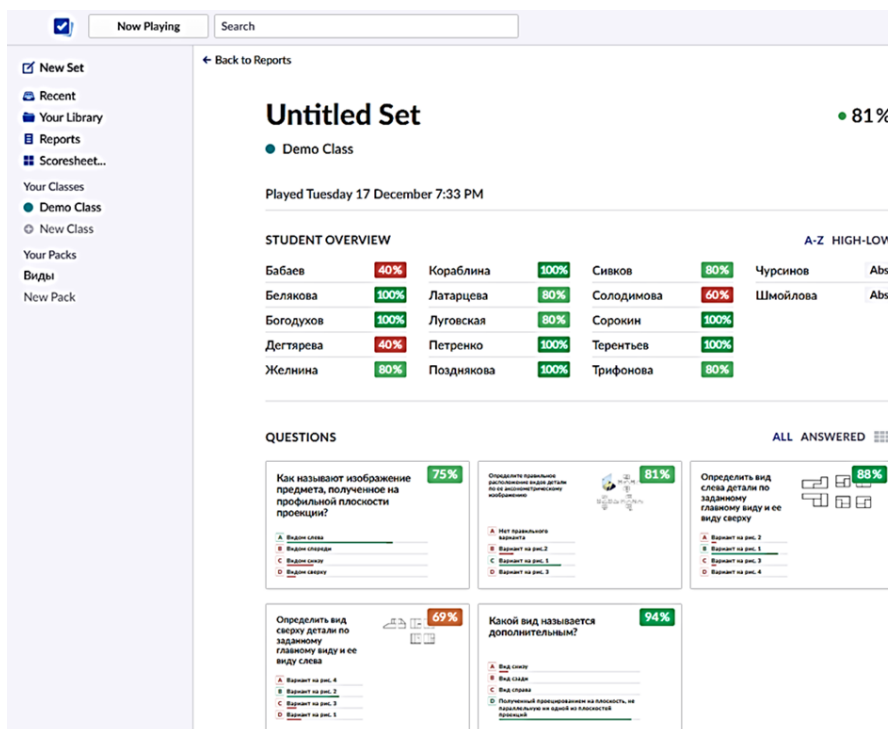 Now Playing
Search
New Set
Recent
Your Library
Reports
Scoresheet...
Your Classes
Demo Class
New Class
Your Packs
Виды
New Pack
Back to Reports
Untitled Set
81%
Demo Class
Played Tuesday 17 December 7:33 PM
STUDENT OVERVIEW
A-Z HIGH-LOW
Бабаев 40%
Белякова 100%
Богодухов 100%
Дегтярева 40%
Желнина 80%
Кораблина 100%
Латарцева 80%
Луговская 80%
Петренко 100%
Позднякова 100%
Сивков 80%
Солодимова 60%
Сорокин 100%
Терентьев 100%
Трифонова 80%
Чурсинов Abs
Шмойлова Abs
QUESTIONS
ALL ANSWERED
Как называют изображение
предмета, полученное на
профильной плоскости
проекции?
75%
A Видом слева
B Видом спереди
C Видом снизу
D Видом сверху
Определите правильное
расположение видов детали
по ее аксонометрическому
изображению
81%
A Нет правильного
варианта
B Вариант на рис.2
C Вариант на рис. 1
D Вариант на рис. 3
Определить вид
слева детали по
заданному
главному виду и ее
виду сверху
88%
A Вариант на рис. 2
B Вариант на рис. 1
C Вариант на рис. 3
D Вариант на рис. 4
Определить вид
сверху детали по
заданному
главному виду и ее
виду слева
69%
A Вариант на рис. 4
B Вариант на рис. 2
C Вариант на рис. 3
D Вариант на рис. 1
Какой вид называется
дополнительным?
94%
A Вид снизу
B Вид сзади
C Вид справа
D Полученный проецированием на плоскость, не
параллельную ни одной из плоскостей
проекций